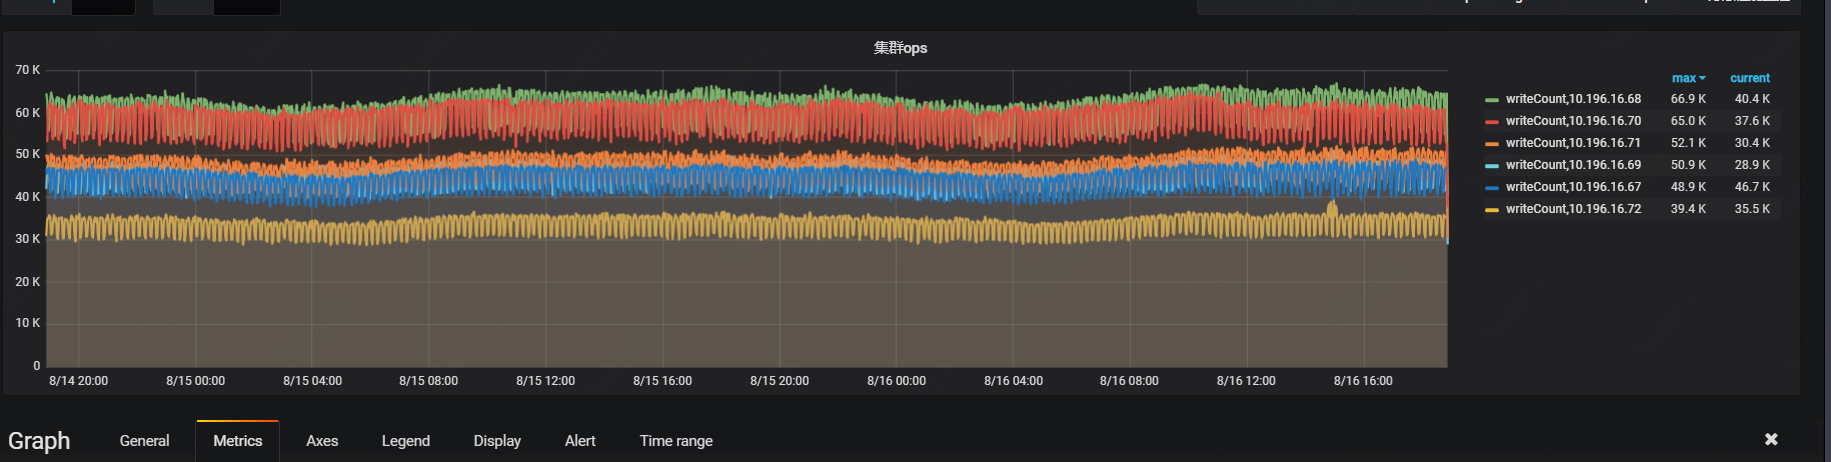 集群ops
max current
writeCount,10.196.16.68 66.9 K 40.4 K
writeCount,10.196.16.70 65.0 K 37.6 K
writeCount,10.196.16.71 52.1 K 30.4 K
writeCount,10.196.16.69 50.9 K 28.9 K
writeCount,10.196.16.67 48.9 K 46.7 K
writeCount,10.196.16.72 39.4 K 35.5 K
70 K
60 K
50 K
40 K
30 K
20 K
10 K
0
8/14 20:00 8/15 00:00 8/15 04:00 8/15 08:00 8/15 12:00 8/15 16:00 8/15 20:00 8/16 00:00 8/16 04:00 8/16 08:00 8/16 12:00 8/16 16:00
Graph General Metrics Axes Legend Display Alert Time range